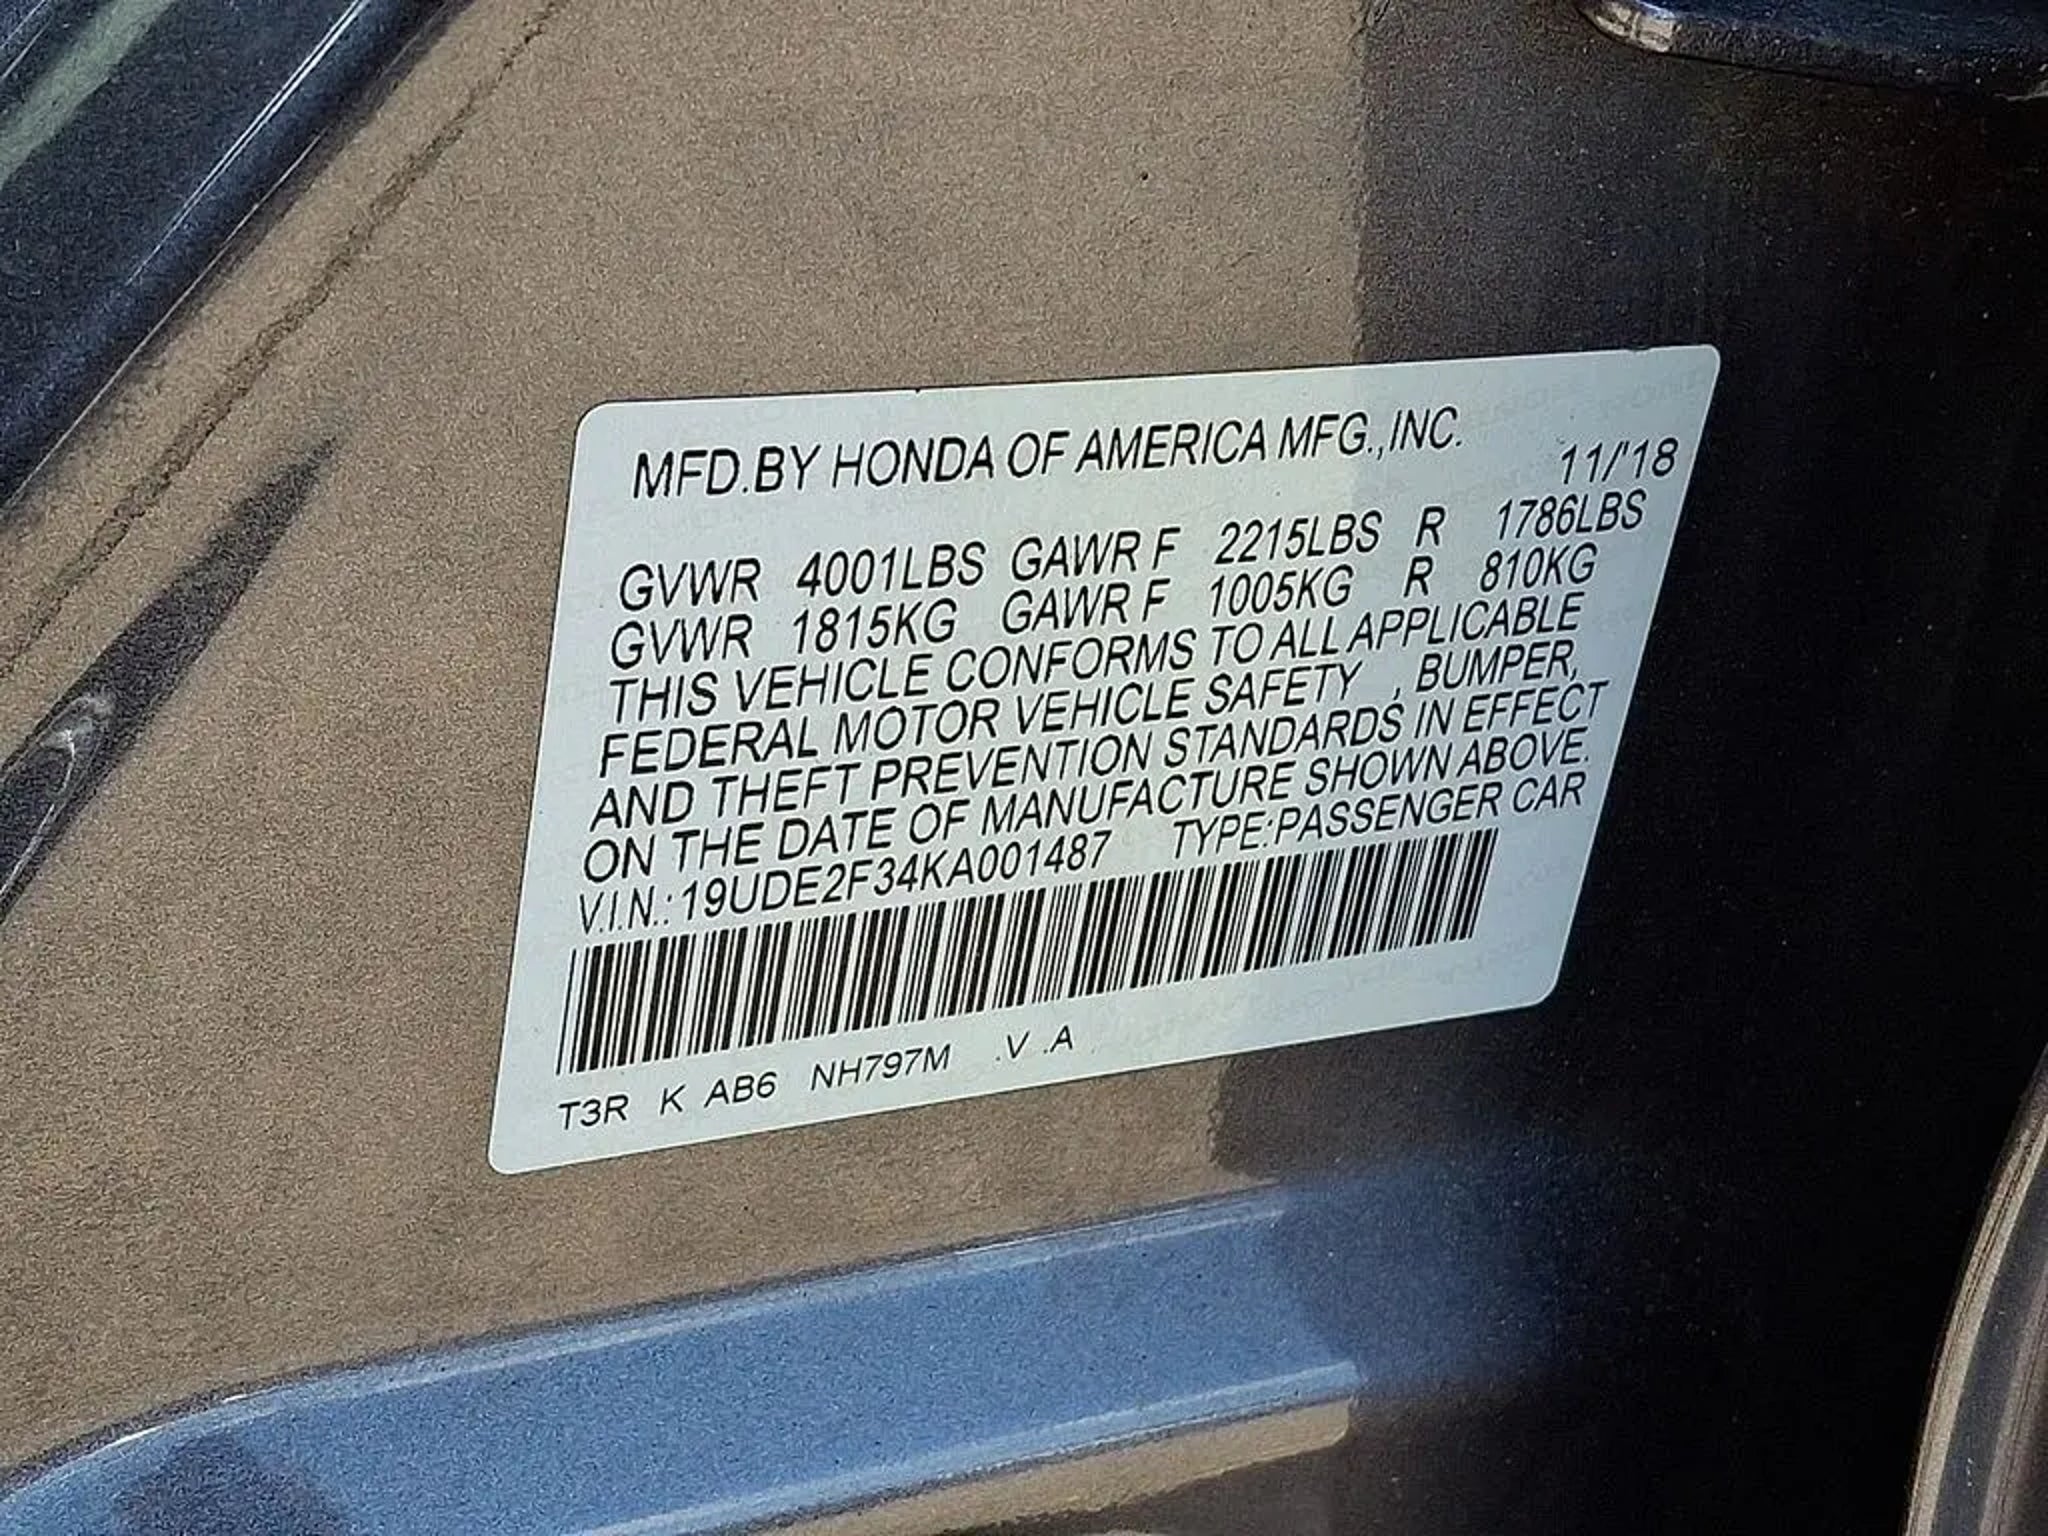 MFD.BY HONDA OF AMERICA MFG.,INC.
11/'18
GVWR 4001LBS GAWR F 2215LBS R 1786LBS
GVWR 1815KG GAWR F 1005KG R 810KG
THIS VEHICLE CONFORMS TO ALL APPLICABLE
FEDERAL MOTOR VEHICLE SAFETY , BUMPER,
AND THEFT PREVENTION STANDARDS IN EFFECT
ON THE DATE OF MANUFACTURE SHOWN ABOVE.
V.I.N.:19UDE2F34KA001487 TYPE:PASSENGER CAR
T3R K AB6 NH797M .V .A